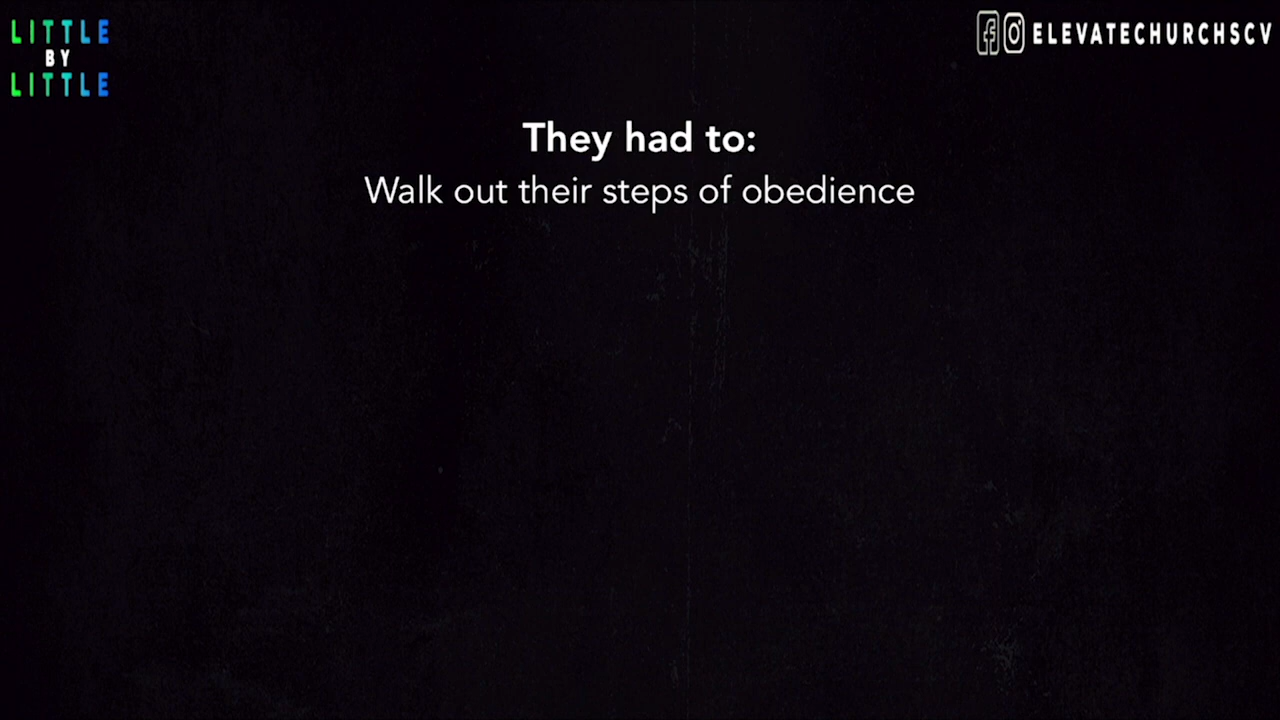 LITTLE
BY
LITTLE
ELEVATECHURCHSCV
They had to:
Walk out their steps of obedience